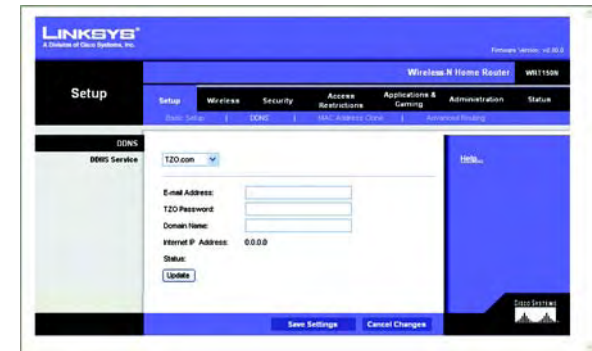 LINKSYS®
A Division of Cisco Systems, Inc.
Firmware Version: v0.00.0
Wireless-N Home Router WRT150N
Setup
Setup Wireless Security Access Restrictions Applications & Gaming Administration Status
Basic Setup | DDNS | MAC Address Clone | Advanced Routing
DDNS
DDNS Service
TZO.com
Help...
E-mail Address:
TZO Password:
Domain Name:
Internet IP Address: 0.0.0.0
Status:
Update
Save Settings Cancel Changes
CISCO SYSTEMS